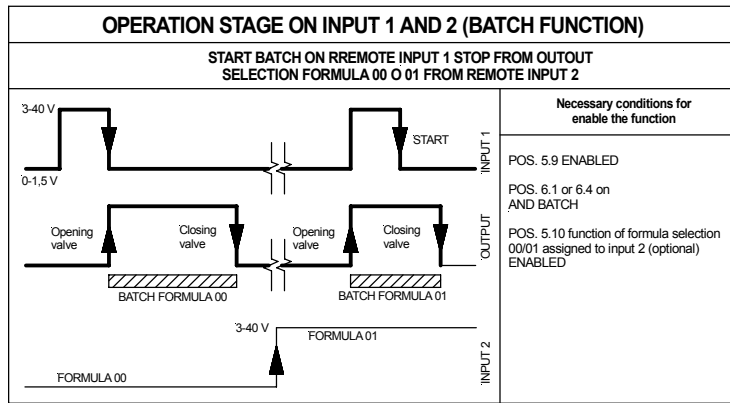 OPERATION STAGE ON INPUT 1 AND 2 (BATCH FUNCTION)
START BATCH ON RREMOTE INPUT 1 STOP FROM OUTOUT
SELECTION FORMULA 00 O 01 FROM REMOTE INPUT 2
3-40 V
START
0-1,5 V
INPUT 1
Opening
valve
Closing
valve
Opening
valve
Closing
valve
OUTPUT
BATCH FORMULA 00
BATCH FORMULA 01
3-40 V
FORMULA 01
FORMULA 00
INPUT 2
Necessary conditions for
enable the function
POS. 5.9 ENABLED
POS. 6.1 or 6.4 on
AND BATCH
POS. 5.10 function of formula selection
00/01 assigned to input 2 (optional)
ENABLED